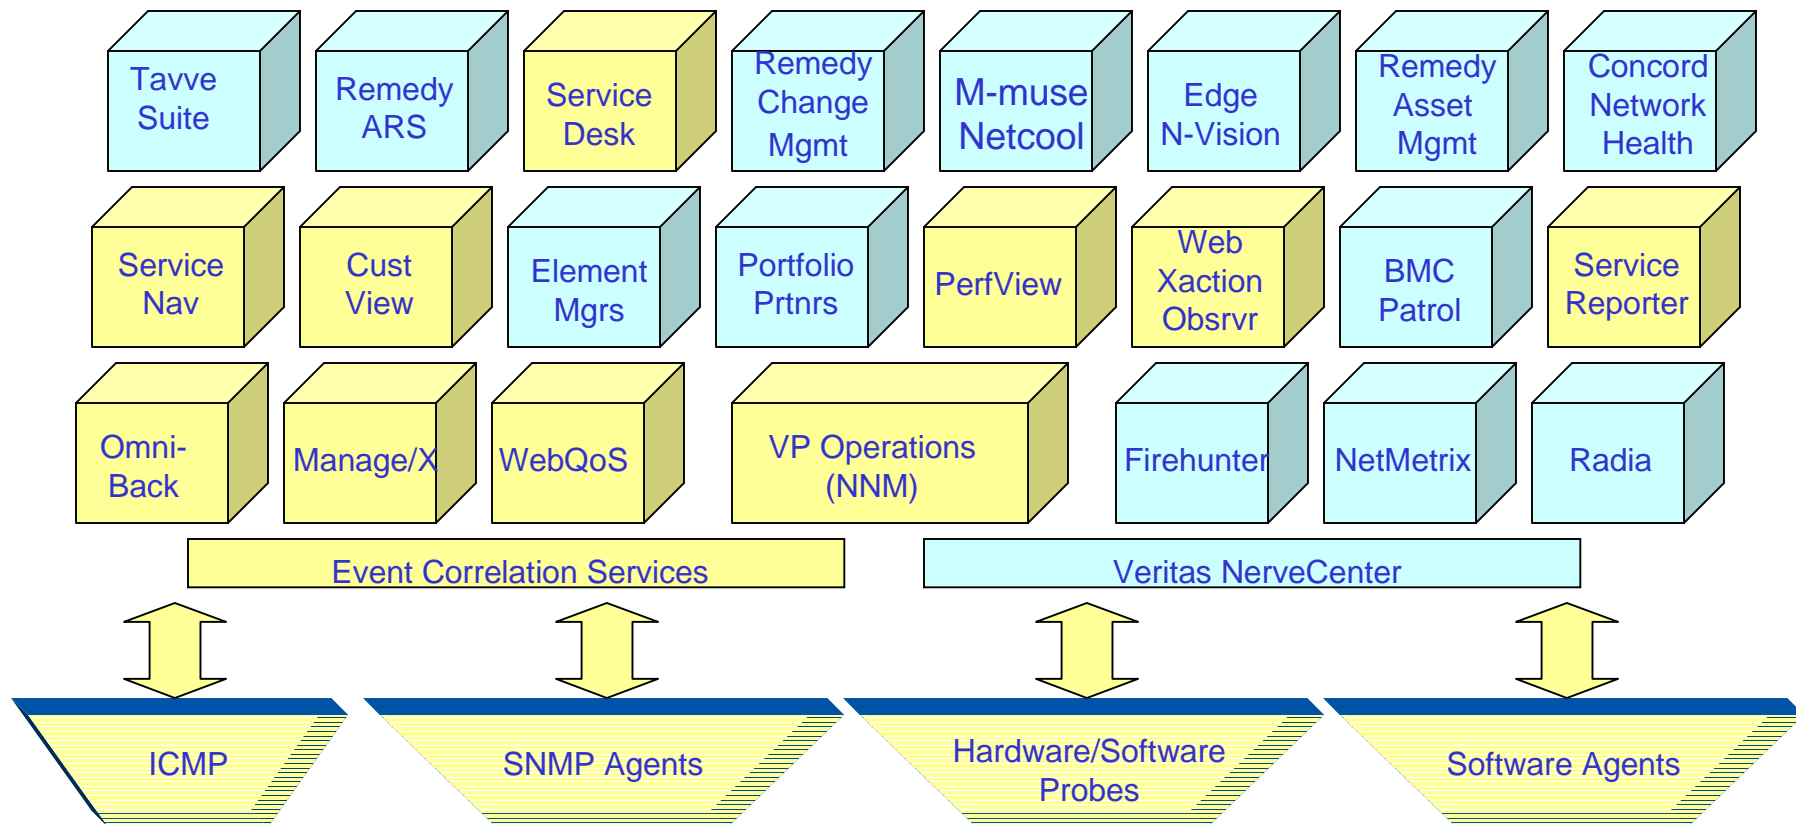 Tavve
Suite
Remedy
ARS
Service
Desk
Remedy
Change
Mgmt
M-muse
Netcool
Edge
N-Vision
Remedy
Asset
Mgmt
Concord
Network
Health
Service
Nav
Cust
View
Element
Mgrs
Portfolio
Prtnrs
PerfView
Web
Xaction
Obsrvr
BMC
Patrol
Service
Reporter
Omni-
Back
Manage/X
WebQoS
VP Operations
(NNM)
Firehunter
NetMetrix
Radia
Event Correlation Services
Veritas NerveCenter
ICMP
SNMP Agents
Hardware/Software
Probes
Software Agents